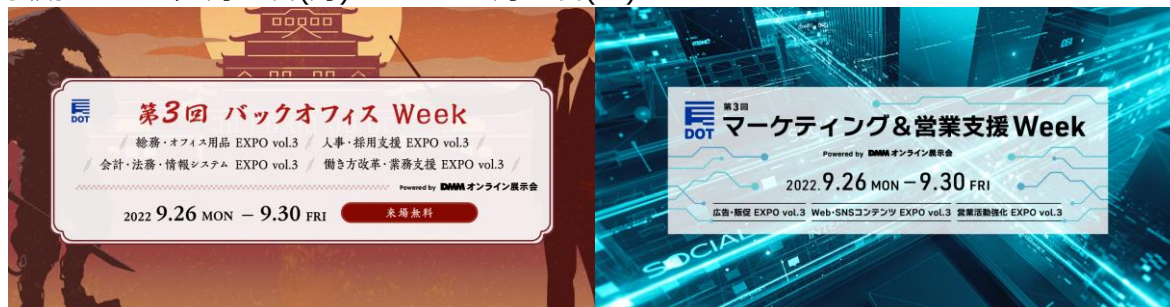 DOT
第3回 バックオフィス Week
総務・オフィス用品 EXPO vol.3 / 人事・採用支援 EXPO vol.3
会計・法務・情報システム EXPO vol.3 / 働き方改革・業務支援 EXPO vol.3
Powered by DMMオンライン展示会
2022 9.26 MON – 9.30 FRI
来場無料
DOT
第3回
マーケティング&営業支援 Week
Powered by DMMオンライン展示会
2022.9.26 MON – 9.30 FRI
広告・販促 EXPO vol.3 Web・SNSコンテンツ EXPO vol.3 営業活動強化 EXPO vol.3
SOCIAL